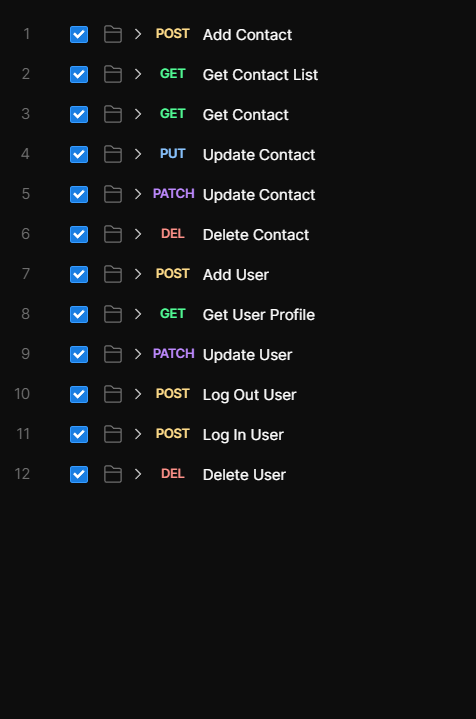 1 POST Add Contact
2 GET Get Contact List
3 GET Get Contact
4 PUT Update Contact
5 PATCH Update Contact
6 DEL Delete Contact
7 POST Add User
8 GET Get User Profile
9 PATCH Update User
10 POST Log Out User
11 POST Log In User
12 DEL Delete User